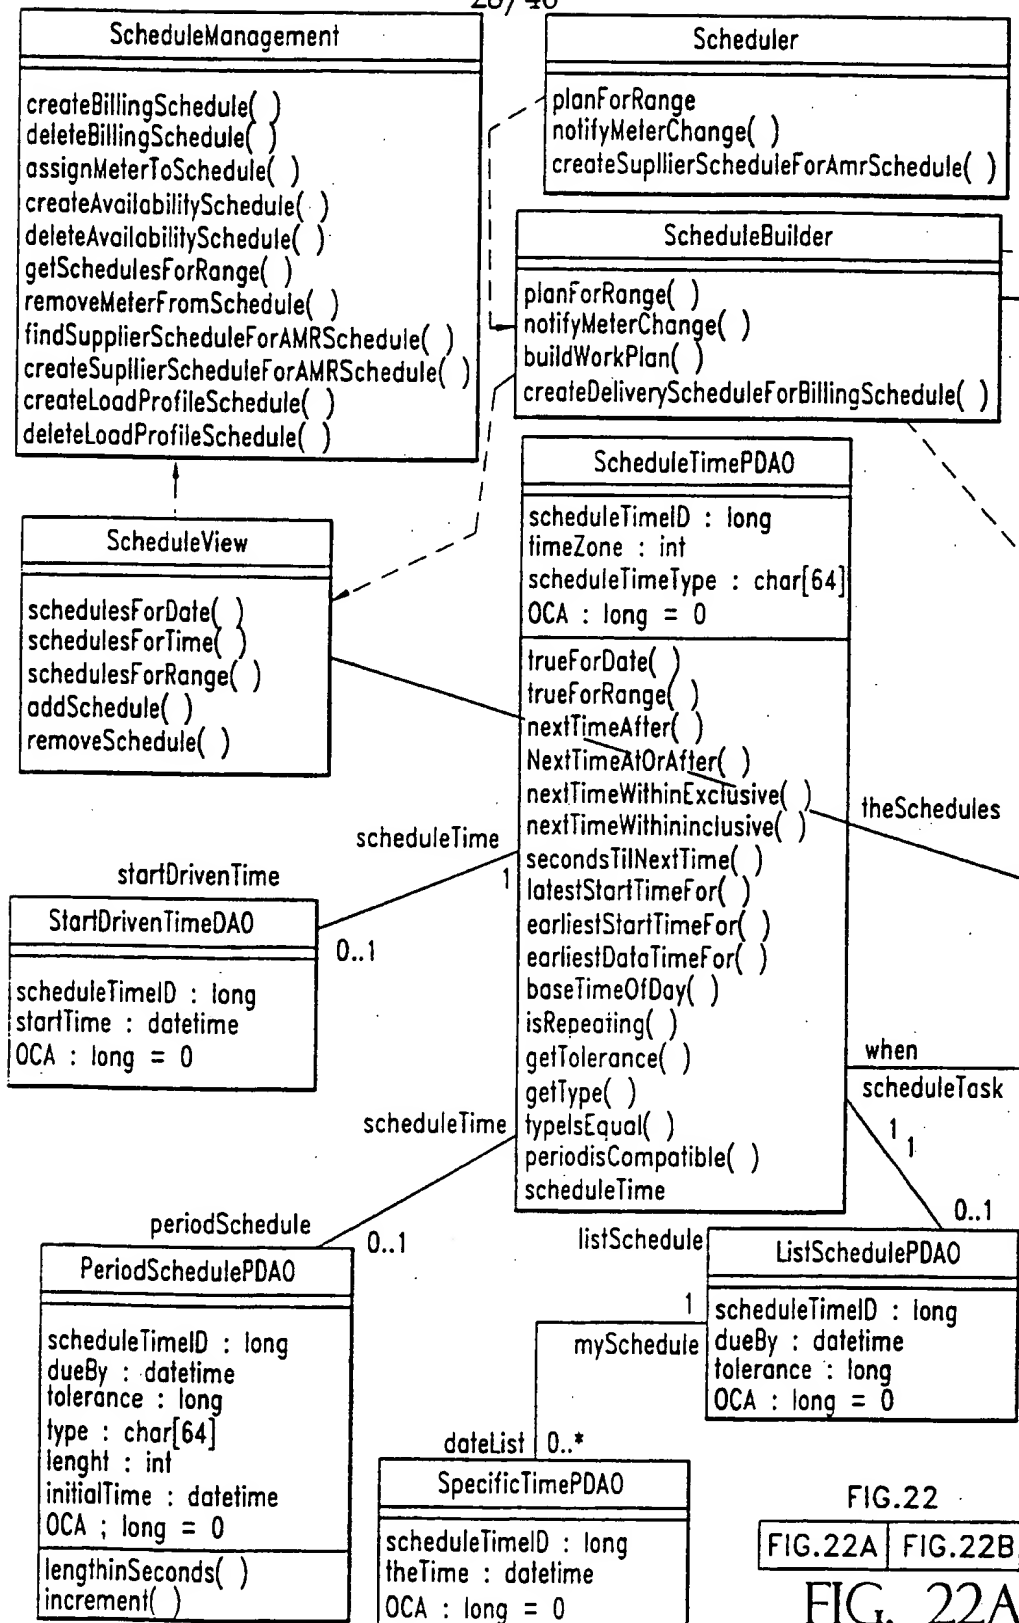 ScheduleManagement
createBillingSchedule( )
deleteBillingSchedule( )
assignMeterToSchedule( )
createAvailabilitySchedule( )
deleteAvailabilitySchedule( )
getSchedulesForRange( )
removeMeterFromSchedule( )
findSupplierScheduleForAMRSchedule( )
createSupllierScheduleForAMRSchedule( )
createLoadProfileSchedule( )
deleteLoadProfileSchedule( )
Scheduler
planForRange
notifyMeterChange( )
createSupllierScheduleForAmrSchedule( )
ScheduleBuilder
planForRange( )
notifyMeterChange( )
buildWorkPlan( )
createDeliveryScheduleForBillingSchedule( )
ScheduleView
schedulesForDate( )
schedulesForTime( )
schedulesForRange( )
addSchedule( )
removeSchedule( )
ScheduleTimePDAO
scheduleTimeID : long
timeZone : int
scheduleTimeType : char[64]
OCA : long = 0
trueForDate( )
trueForRange( )
nextTimeAfter( )
NextTimeAtOrAfter( )
nextTimeWithinExclusive( )
nextTimeWithininclusive( )
secondsTilNextTime( )
latestStartTimeFor( )
earliestStartTimeFor( )
earliestDataTimeFor( )
baseTimeOfDay( )
isRepeating( )
getTolerance( )
getType( )
typeIsEqual( )
periodisCompatible( )
scheduleTime
theSchedules
scheduleTime
1
startDrivenTime
0..1
StartDrivenTimeDAO
scheduleTimeID : long
startTime : datetime
OCA : long = 0
when
scheduleTask
1
1
0..1
scheduleTime
periodSchedule
0..1
PeriodSchedulePDAO
scheduleTimeID : long
dueBy : datetime
tolerance : long
type : char[64]
lenght : int
initialTime : datetime
OCA ; long = 0
lengthinSeconds( )
increment( )
listSchedule
ListSchedulePDAO
scheduleTimeID : long
dueBy : datetime
tolerance : long
OCA : long = 0
1
mySchedule
dateList
0..*
SpecificTimePDAO
scheduleTimeID : long
theTime : datetime
OCA : long = 0
FIG.22
FIG.22A FIG.22B
FIG. 22A